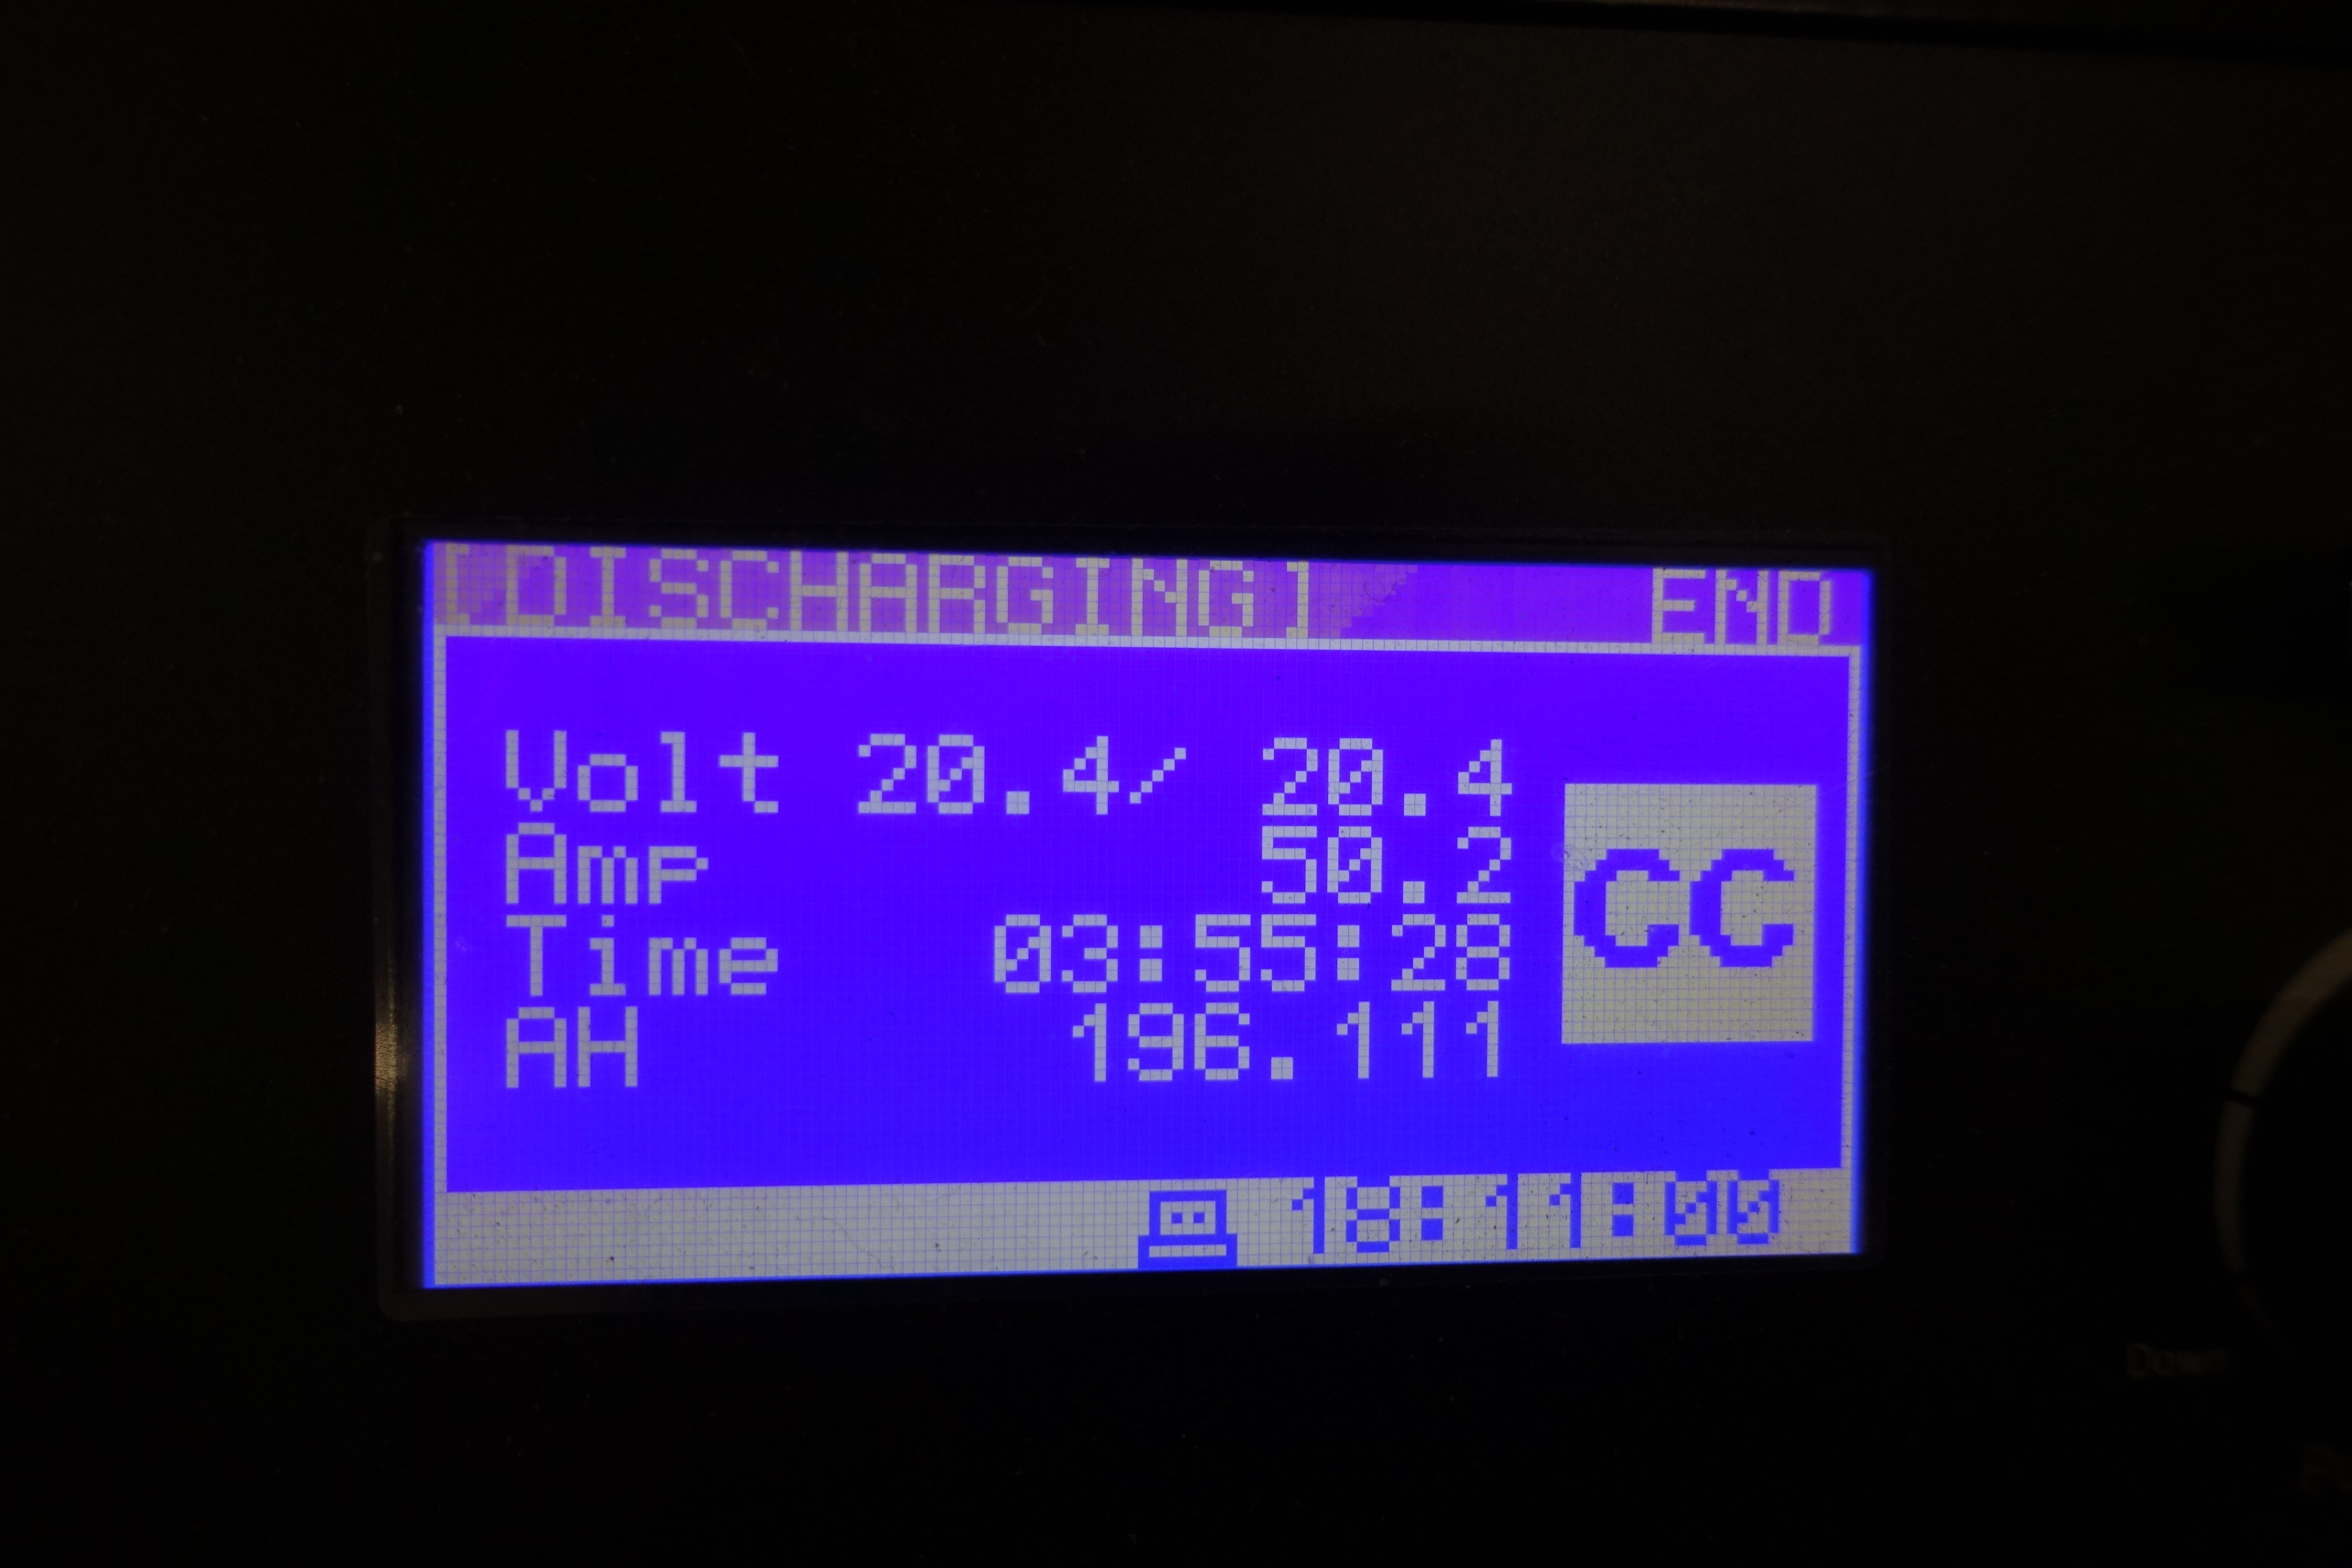 [DISCHARGING] END
Volt 20.4/ 20.4
Amp 50.2
Time 03:55:28
AH 196.111
CC
18:11:00
Down